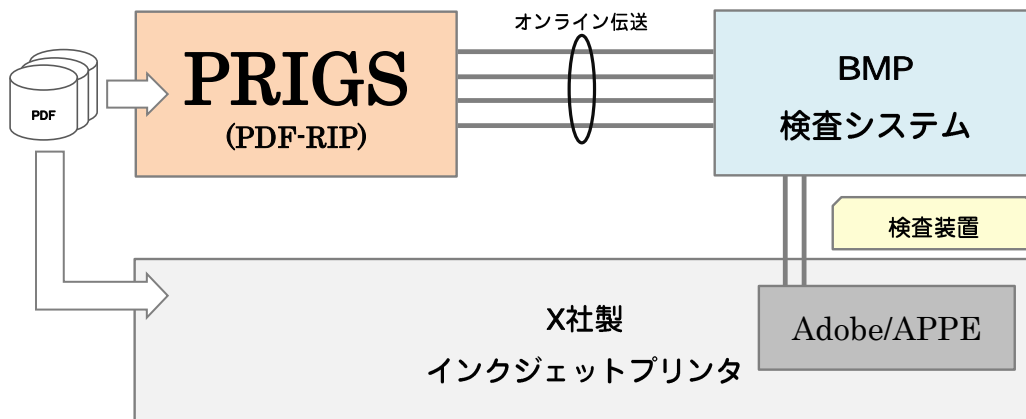 オンライン伝送
PDF
PRIGS
(PDF-RIP)
BMP
検査システム
検査装置
X社製
インクジェットプリンタ
Adobe/APPE